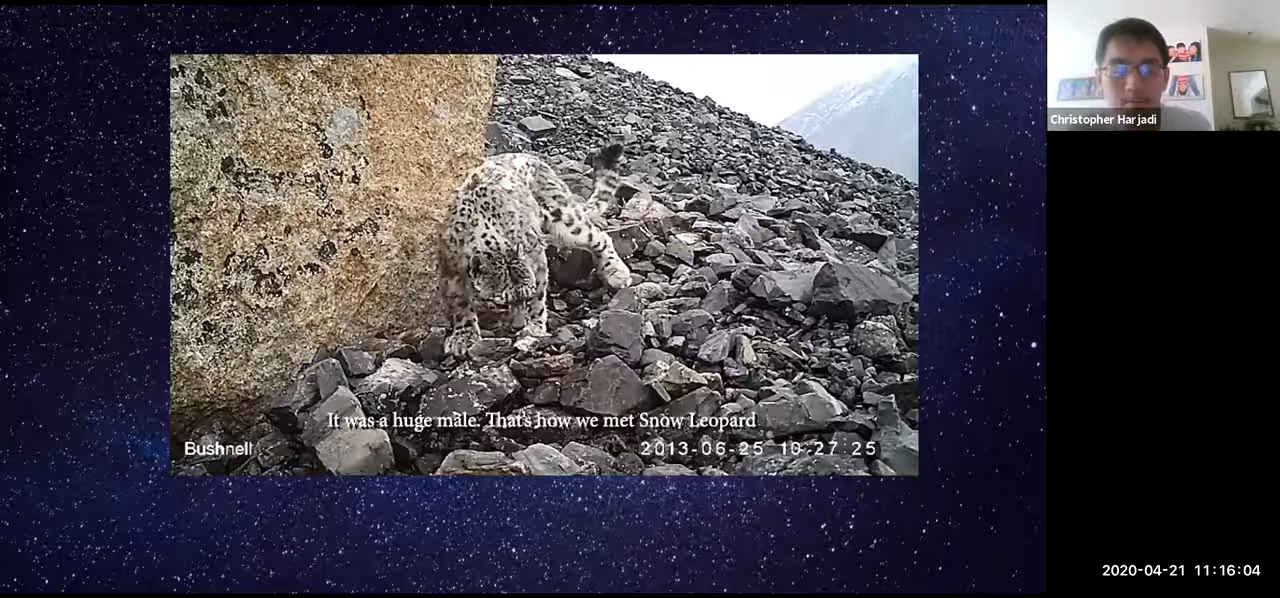 Christopher Harjadi
It was a huge male. That's how we met Snow Leopard
Bushnell
2013-06-25 10:27:25
2020-04-21 11:16:04